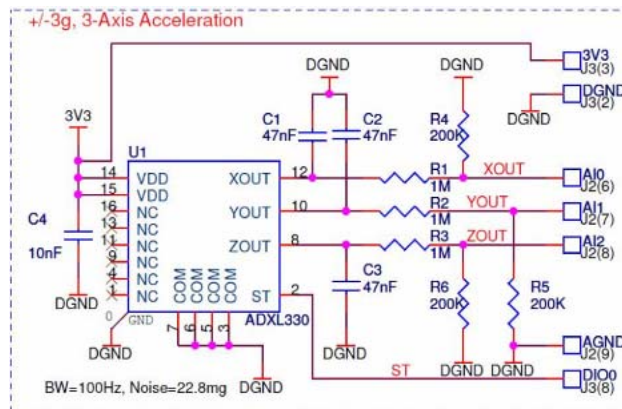 +/-3g, 3-Axis Acceleration
DGND
DGND
3V3
J3(3)
DGND
J3(2)
DGND
3V3
C1
47nF
C2
47nF
R4
200K
U1
14
VDD
15
VDD
16
NC
13
NC
11
NC
9
NC
4
NC
1
NC
0
GND
XOUT
12
YOUT
10
ZOUT
8
ST
2
COM
COM
COM
COM
7
6
5
3
ADXL330
C4
10nF
DGND
DGND
DGND
R1
1M
XOUT
AI0
J2(6)
R2
1M
YOUT
AI1
J2(7)
R3
1M
ZOUT
AI2
J2(8)
C3
47nF
R6
200K
R5
200K
DGND
DGND
DGND
AGND
J2(9)
ST
DIO0
J3(8)
BW=100Hz, Noise=22.8mg